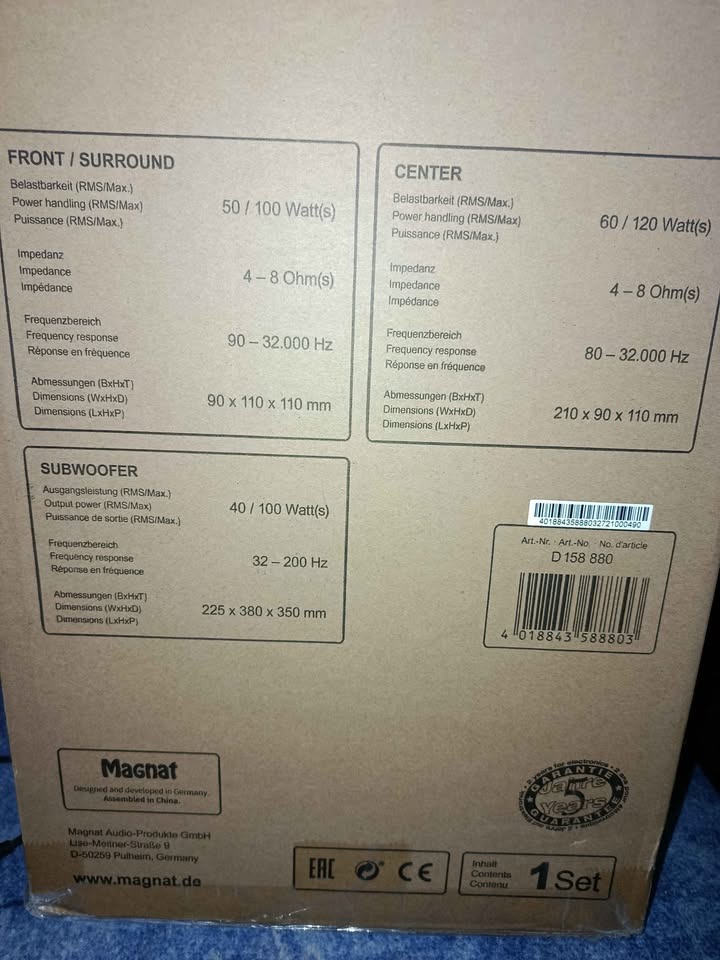 FRONT / SURROUND
Belastbarkeit (RMS/Max.)
Power handling (RMS/Max)
Puissance (RMS/Max.)
50 / 100 Watt(s)
Impedanz
Impedance
Impédance
4 – 8 Ohm(s)
Frequenzbereich
Frequency response
Réponse en fréquence
90 – 32.000 Hz
Abmessungen (BxHxT)
Dimensions (WxHxD)
Dimensions (LxHxP)
90 x 110 x 110 mm
CENTER
Belastbarkeit (RMS/Max.)
Power handling (RMS/Max)
Puissance (RMS/Max.)
60 / 120 Watt(s)
Impedanz
Impedance
Impédance
4 – 8 Ohm(s)
Frequenzbereich
Frequency response
Réponse en fréquence
80 – 32.000 Hz
Abmessungen (BxHxT)
Dimensions (WxHxD)
Dimensions (LxHxP)
210 x 90 x 110 mm
SUBWOOFER
Ausgangsleistung (RMS/Max.)
Output power (RMS/Max)
Puissance de sortie (RMS/Max.)
40 / 100 Watt(s)
Frequenzbereich
Frequency response
Réponse en fréquence
32 – 200 Hz
Abmessungen (BxHxT)
Dimensions (WxHxD)
Dimensions (LxHxP)
225 x 380 x 350 mm
40188435888032721000490
Art.-Nr. · Art.-No. · No. d'article
D 158 880
4 018843 588803
Magnat
Designed and developed in Germany.
Assembled in China.
Magnat Audio-Produkte GmbH
Lise-Meitner-Straße 9
D-50259 Pulheim, Germany
www.magnat.de
EAC
CE
Inhalt
Contents
Contenu
1 Set
2 years for electronics
GARANTIE
5
Jahre
Years
GUARANTEE